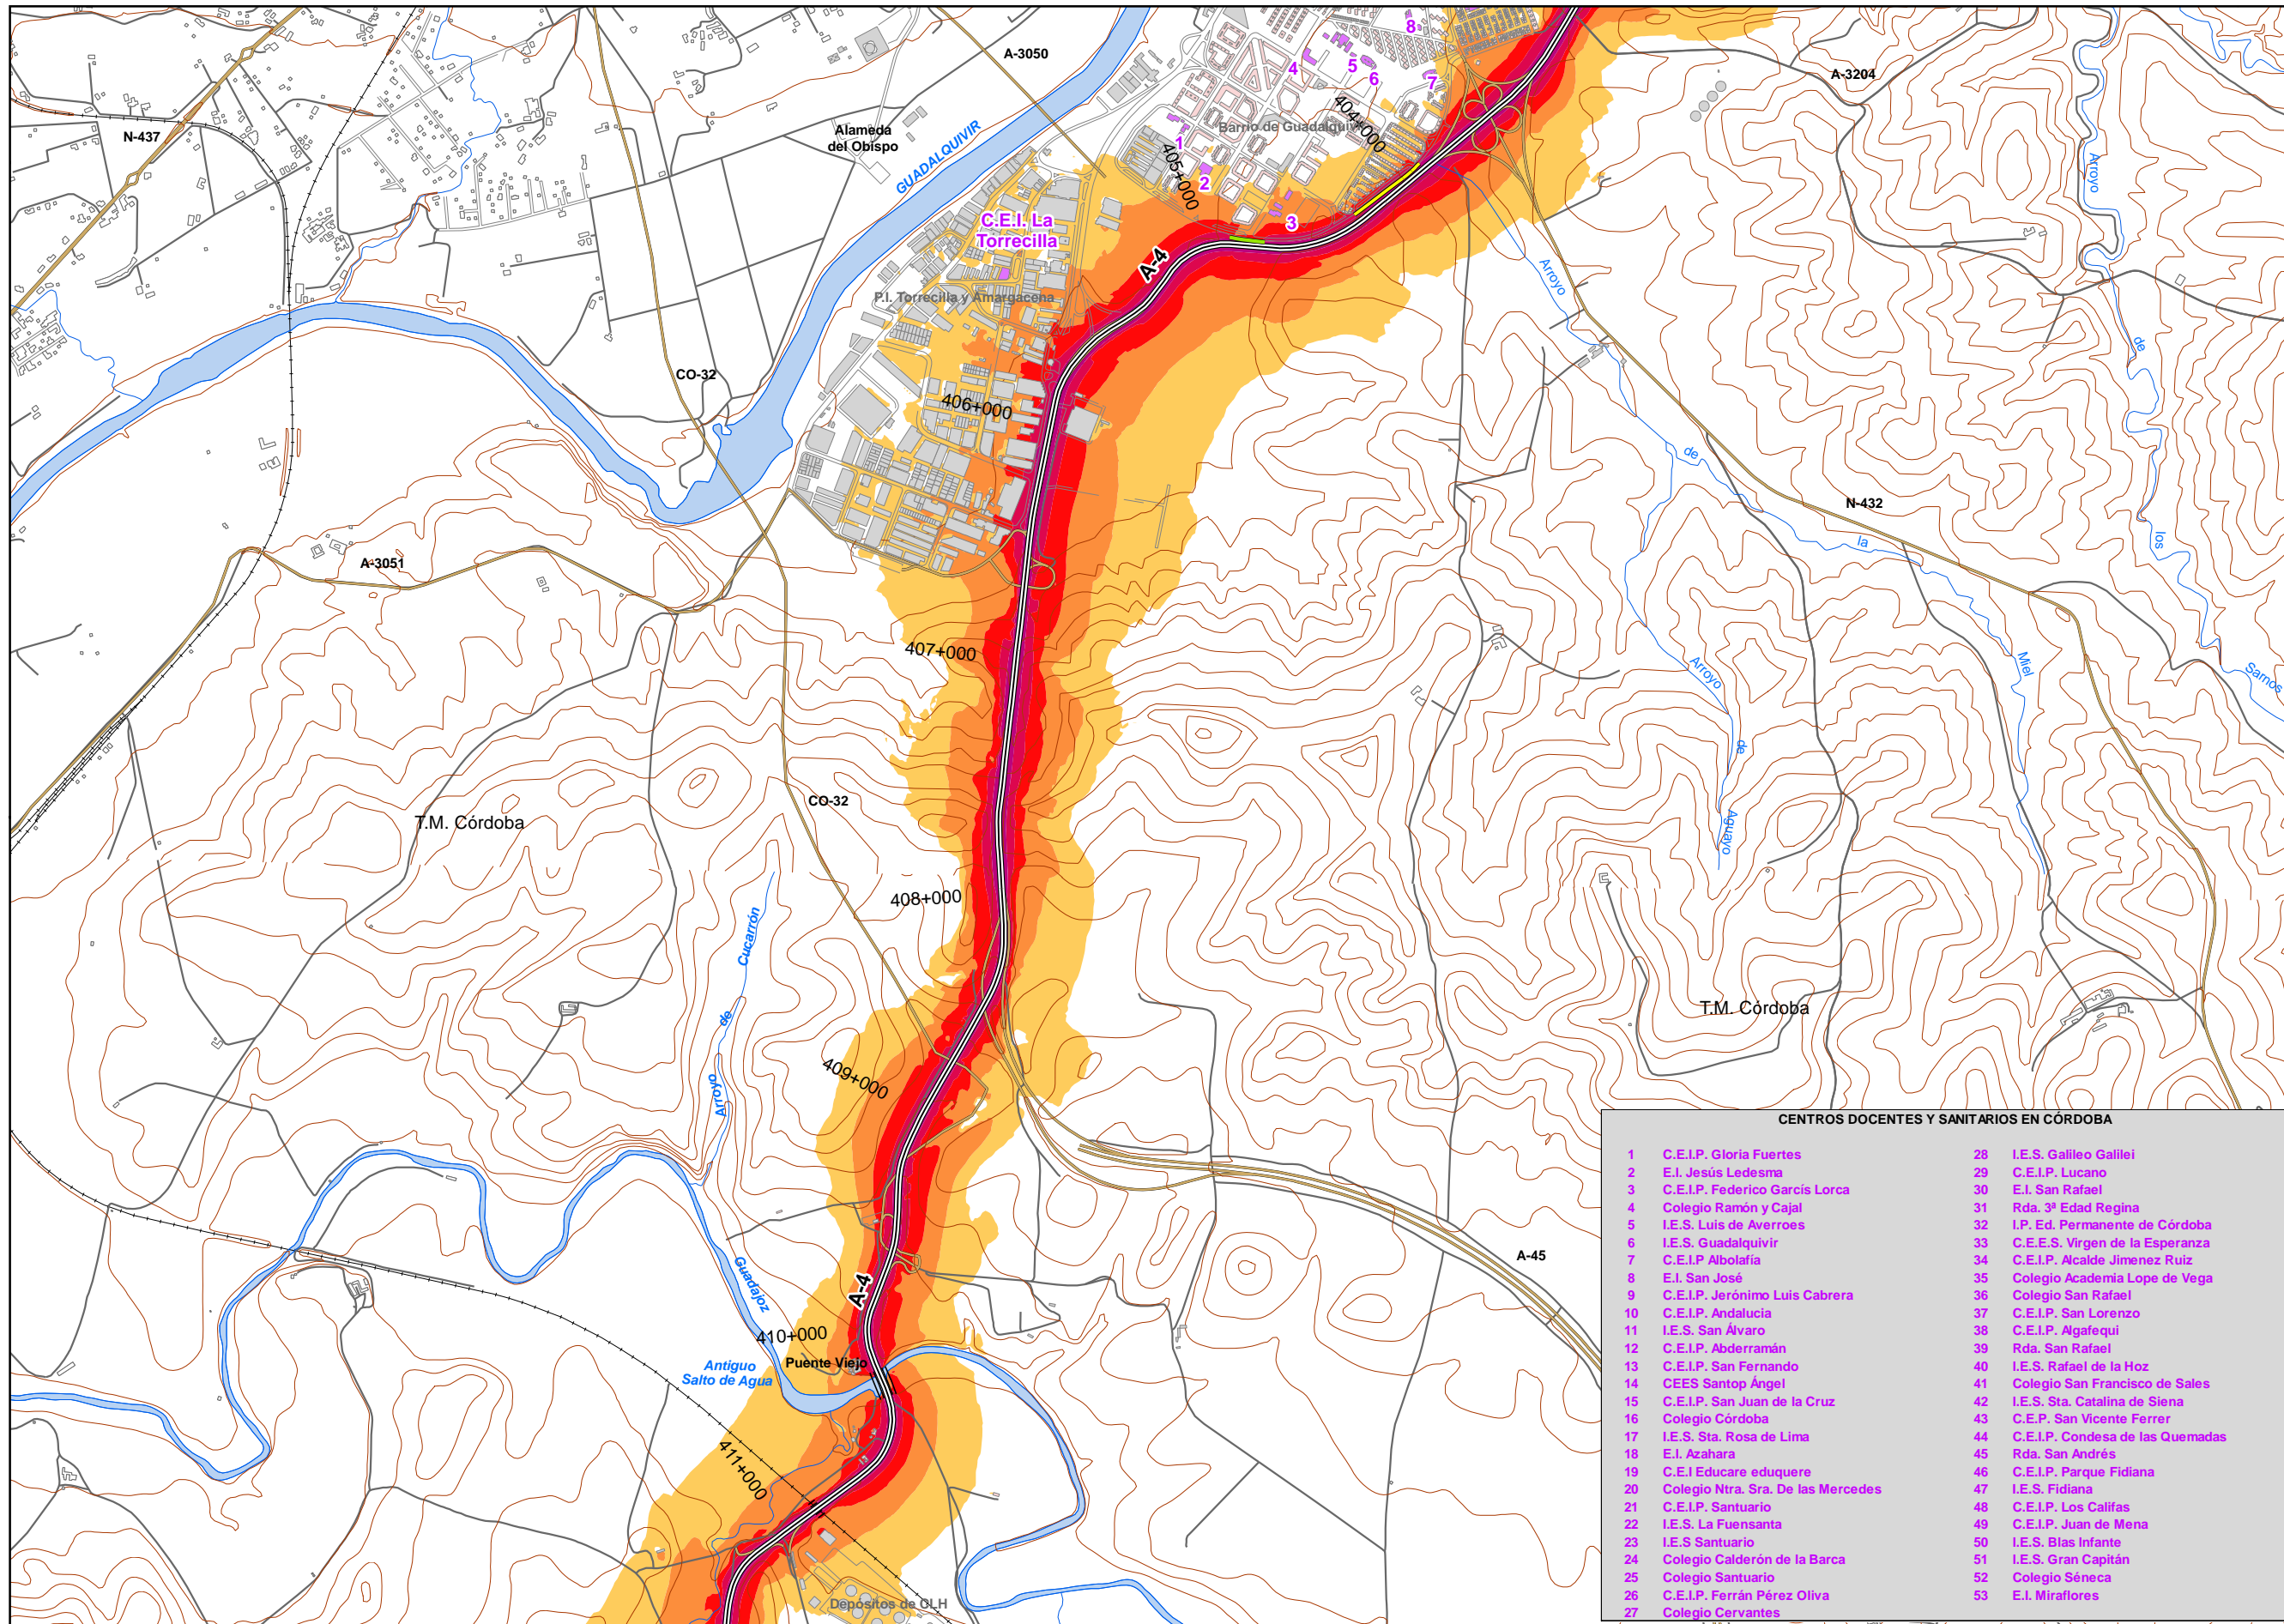 A-3050
A-3204
N-437
Alameda
del Obispo
GUADALQUIVIR
8
4
5
6
7
404+000
Barrio de Guadalqui
1
405+000
2
3
C.E.I. La
Torrecilla
A-4
P.I. Torrecilla y Amargacena
Arroyo
de
los
Sarnos
Arroyo
de
la
Miel
CO-32
406+000
N-432
A-3051
407+000
Arroyo
de
Aguayo
CO-32
T.M. Córdoba
408+000
Arroyo
de
Cucarrón
T.M. Córdoba
409+000
A-45
Guadajoz
A-4
410+000
Puente Viejo
Antiguo
Salto de Agua
411+000
Depósitos de CLH
CENTROS DOCENTES Y SANITARIOS EN CÓRDOBA
1 C.E.I.P. Gloria Fuertes
2 E.I. Jesús Ledesma
3 C.E.I.P. Federico Garcís Lorca
4 Colegio Ramón y Cajal
5 I.E.S. Luis de Averroes
6 I.E.S. Guadalquivir
7 C.E.I.P Albolafía
8 E.I. San José
9 C.E.I.P. Jerónimo Luis Cabrera
10 C.E.I.P. Andalucia
11 I.E.S. San Álvaro
12 C.E.I.P. Abderramán
13 C.E.I.P. San Fernando
14 CEES Santop Ángel
15 C.E.I.P. San Juan de la Cruz
16 Colegio Córdoba
17 I.E.S. Sta. Rosa de Lima
18 E.I. Azahara
19 C.E.I Educare eduquere
20 Colegio Ntra. Sra. De las Mercedes
21 C.E.I.P. Santuario
22 I.E.S. La Fuensanta
23 I.E.S Santuario
24 Colegio Calderón de la Barca
25 Colegio Santuario
26 C.E.I.P. Ferrán Pérez Oliva
27 Colegio Cervantes
28 I.E.S. Galileo Galilei
29 C.E.I.P. Lucano
30 E.I. San Rafael
31 Rda. 3ª Edad Regina
32 I.P. Ed. Permanente de Córdoba
33 C.E.E.S. Virgen de la Esperanza
34 C.E.I.P. Alcalde Jimenez Ruiz
35 Colegio Academia Lope de Vega
36 Colegio San Rafael
37 C.E.I.P. San Lorenzo
38 C.E.I.P. Algafequi
39 Rda. San Rafael
40 I.E.S. Rafael de la Hoz
41 Colegio San Francisco de Sales
42 I.E.S. Sta. Catalina de Siena
43 C.E.P. San Vicente Ferrer
44 C.E.I.P. Condesa de las Quemadas
45 Rda. San Andrés
46 C.E.I.P. Parque Fidiana
47 I.E.S. Fidiana
48 C.E.I.P. Los Califas
49 C.E.I.P. Juan de Mena
50 I.E.S. Blas Infante
51 I.E.S. Gran Capitán
52 Colegio Séneca
53 E.I. Miraflores